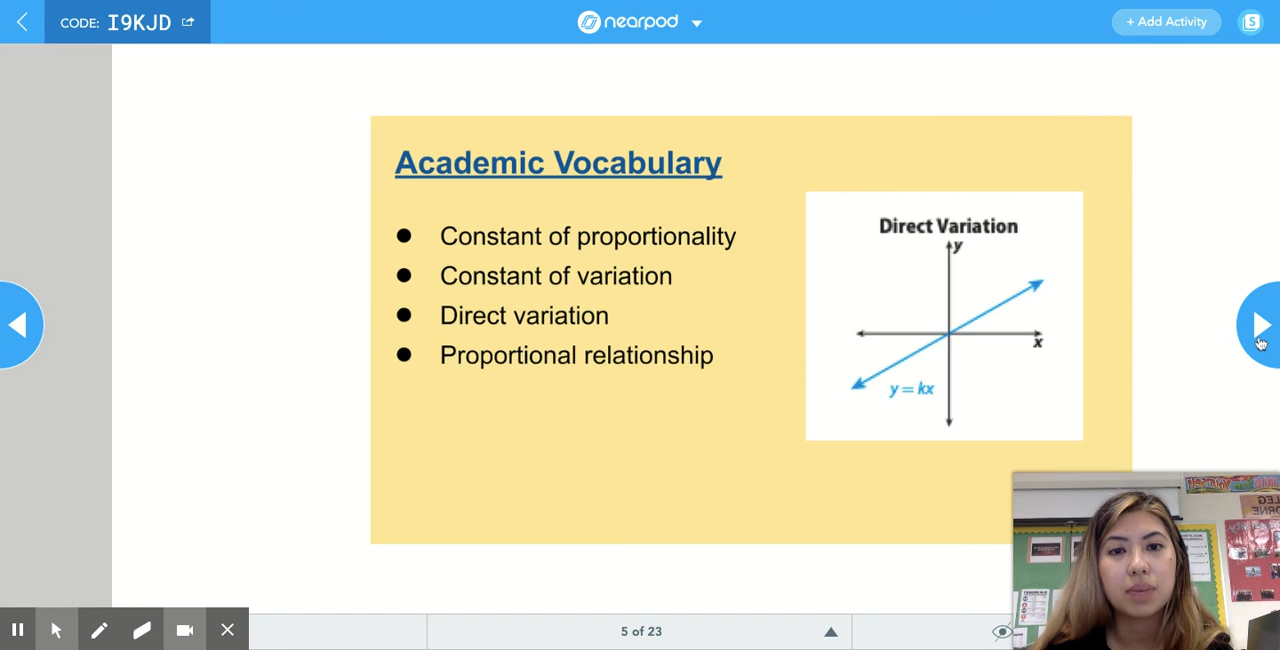 CODE: I9KJD
nearpod
+ Add Activity
S
Academic Vocabulary
● Constant of proportionality
● Constant of variation
● Direct variation
● Proportional relationship
Direct Variation
y
x
y = kx
5 of 23